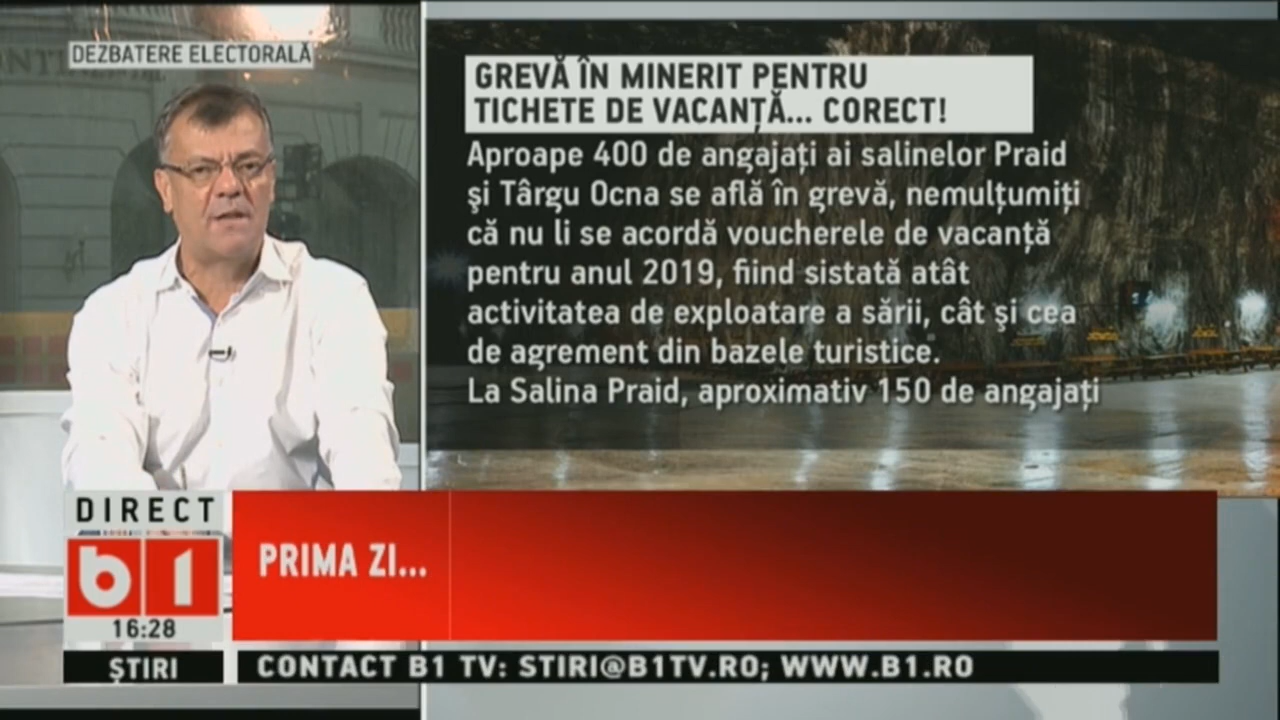 DEZBATERE ELECTORALĂ
GREVĂ ÎN MINERIT PENTRU
TICHETE DE VACANȚĂ... CORECT!
Aproape 400 de angajați ai salinelor Praid
şi Târgu Ocna se află în grevă, nemulțumiți
că nu li se acordă voucherele de vacanță
pentru anul 2019, fiind sistată atât
activitatea de exploatare a sării, cât şi cea
de agrement din bazele turistice.
La Salina Praid, aproximativ 150 de angajați
DIRECT
b1
16:28
PRIMA ZI...
ŞTIRI
CONTACT B1 TV: STIRI@B1TV.RO; WWW.B1.RO